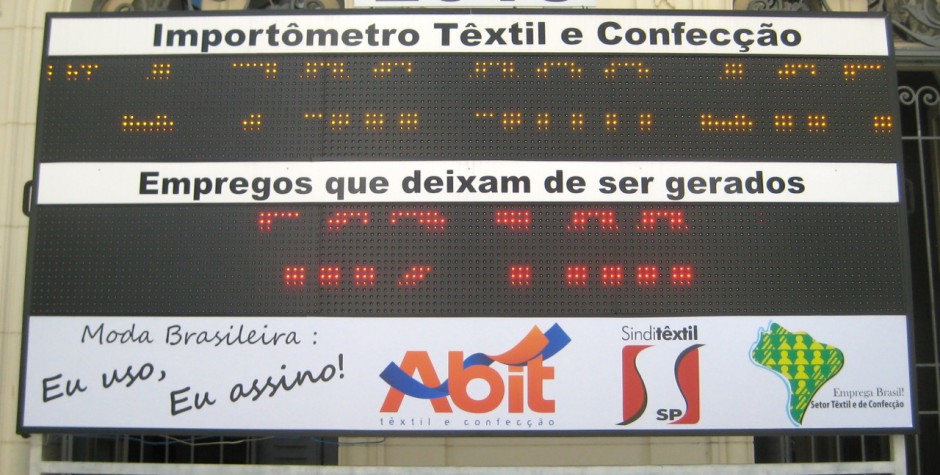 Importômetro Têxtil e Confecção
Empregos que deixam de ser gerados
Moda Brasileira :
Eu uso,
Eu assino!
Abit
têxtil e confecção
Sinditêxtil
SP
Emprega Brasil!
Setor Têxtil e de Confecção